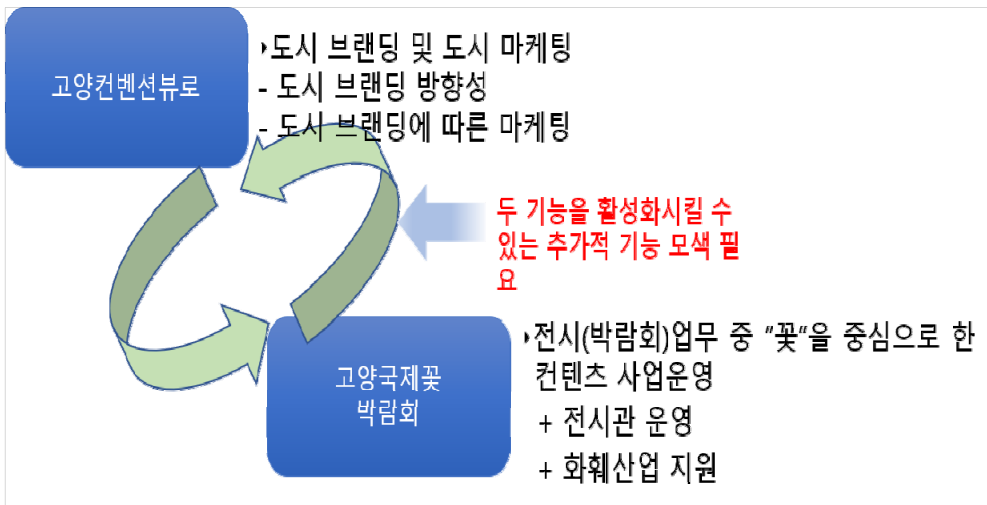 고양컨벤션뷰로
▸도시 브랜딩 및 도시 마케팅
- 도시 브랜딩 방향성
- 도시 브랜딩에 따른 마케팅
두 기능을 활성화시킬 수
있는 추가적 기능 모색 필
요
고양국제꽃
박람회
▸전시(박람회)업무 중 "꽃"을 중심으로 한
컨텐츠 사업운영
+ 전시관 운영
+ 화훼산업 지원